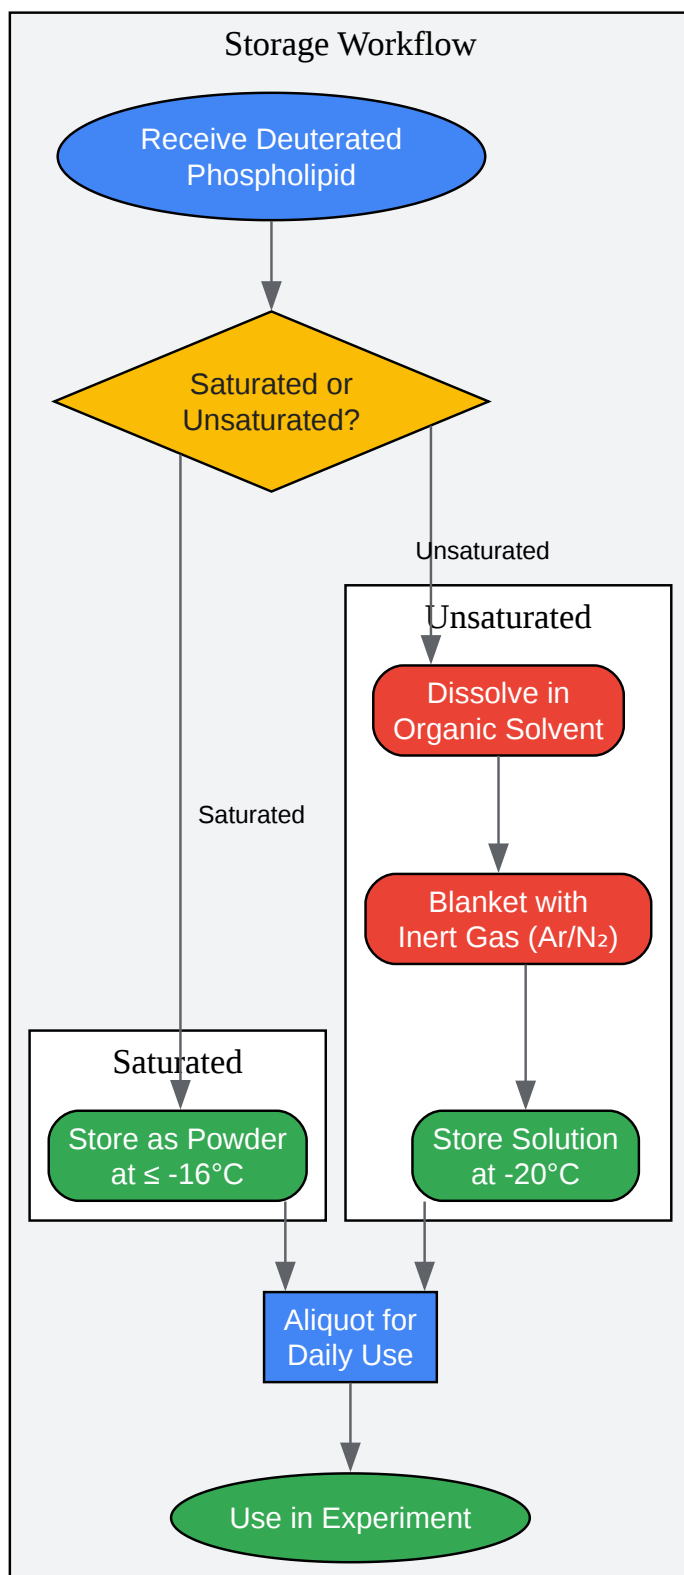 Storage Workflow
Receive Deuterated
Phospholipid
Saturated or
Unsaturated?
Unsaturated
Unsaturated
Dissolve in
Organic Solvent
Saturated
Blanket with
Inert Gas (Ar/N₂)
Saturated
Store as Powder
at ≤ -16°C
Store Solution
at -20°C
Aliquot for
Daily Use
Use in Experiment